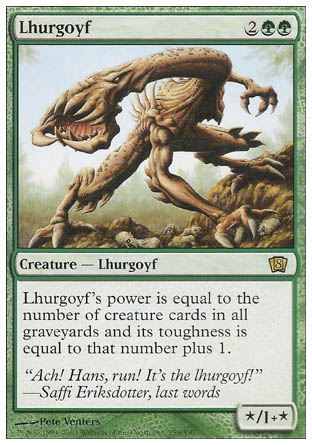 Lhurgoyf 2
Creature — Lhurgoyf
8
Lhurgoyf's power is equal to the
number of creature cards in all
graveyards and its toughness is
equal to that number plus 1.
"Ach! Hans, run! It's the lhurgoyf!"
—Saffi Eriksdotter, last words
Pete Venters
★/1+★